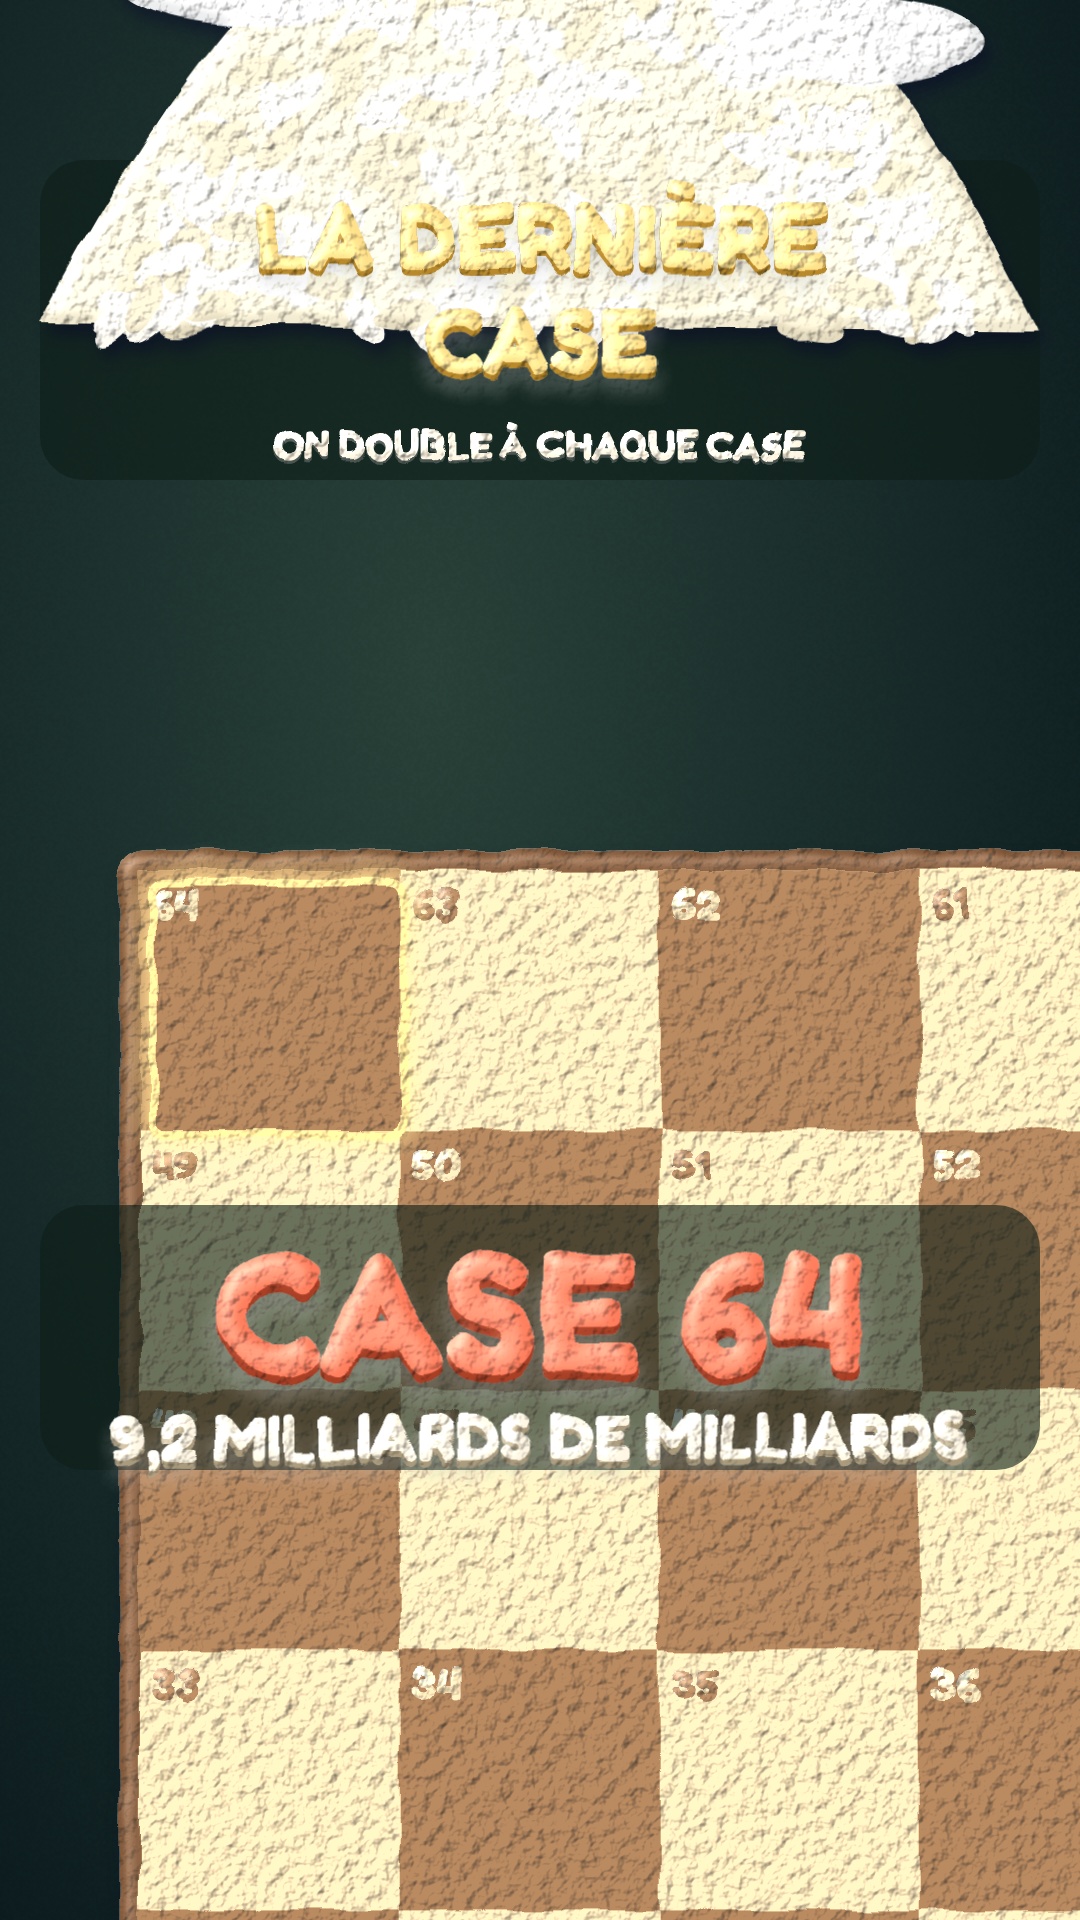 LA DERNIÈRE
CASE
ON DOUBLE À CHAQUE CASE
64 63 62 61
49 50 51 52
CASE 64
9,2 MILLIARDS DE MILLIARDS
33 34 35 36